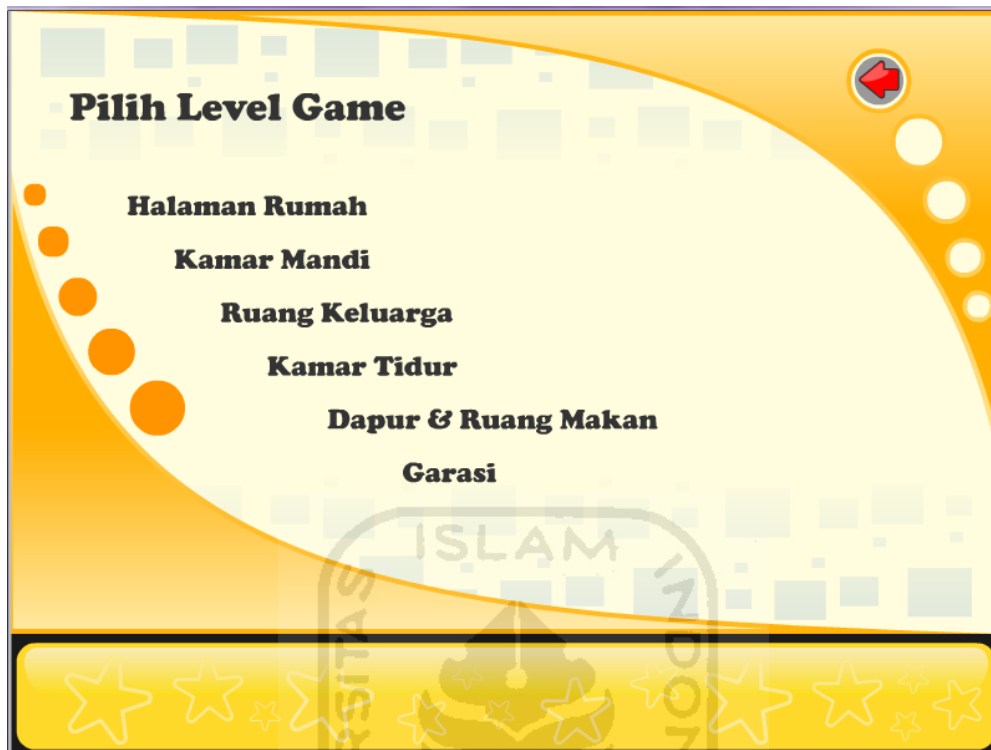 Pilih Level Game
Halaman Rumah
Kamar Mandi
Ruang Keluarga
Kamar Tidur
Dapur & Ruang Makan
Garasi
ISLAM